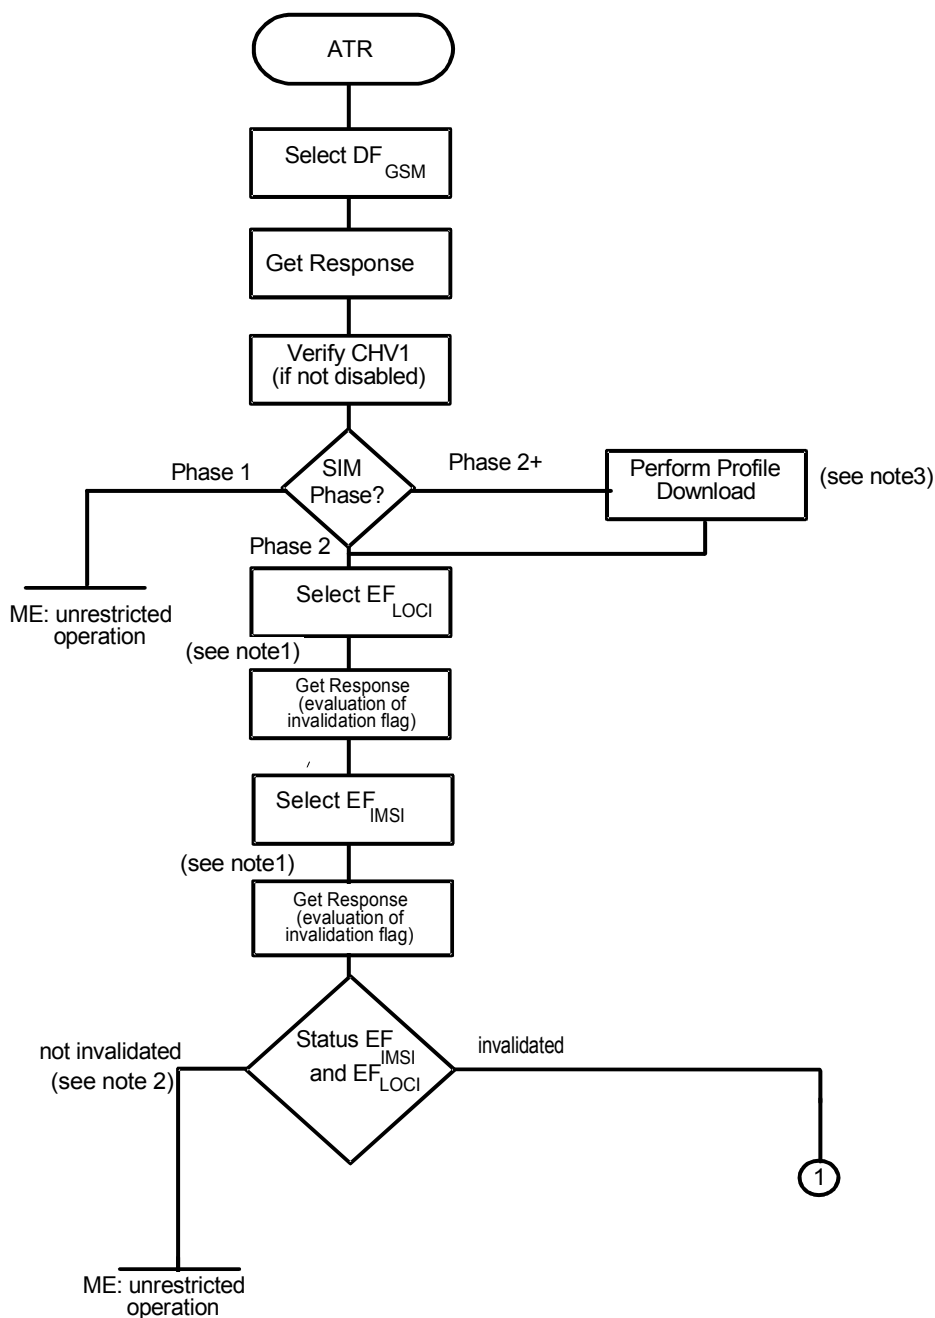 ATR
Select DF GSM
Get Response
Verify CHV1
(if not disabled)
Phase 1
SIM
Phase?
Phase 2+
Perform Profile
Download
(see note3)
Phase 2
ME: unrestricted
operation
Select EF LOCI
(see note1)
Get Response
(evaluation of
invalidation flag)
Select EF IMSI
(see note1)
Get Response
(evaluation of
invalidation flag)
not invalidated
(see note 2)
Status EF IMSI
and EF LOCI
invalidated
1
ME: unrestricted
operation